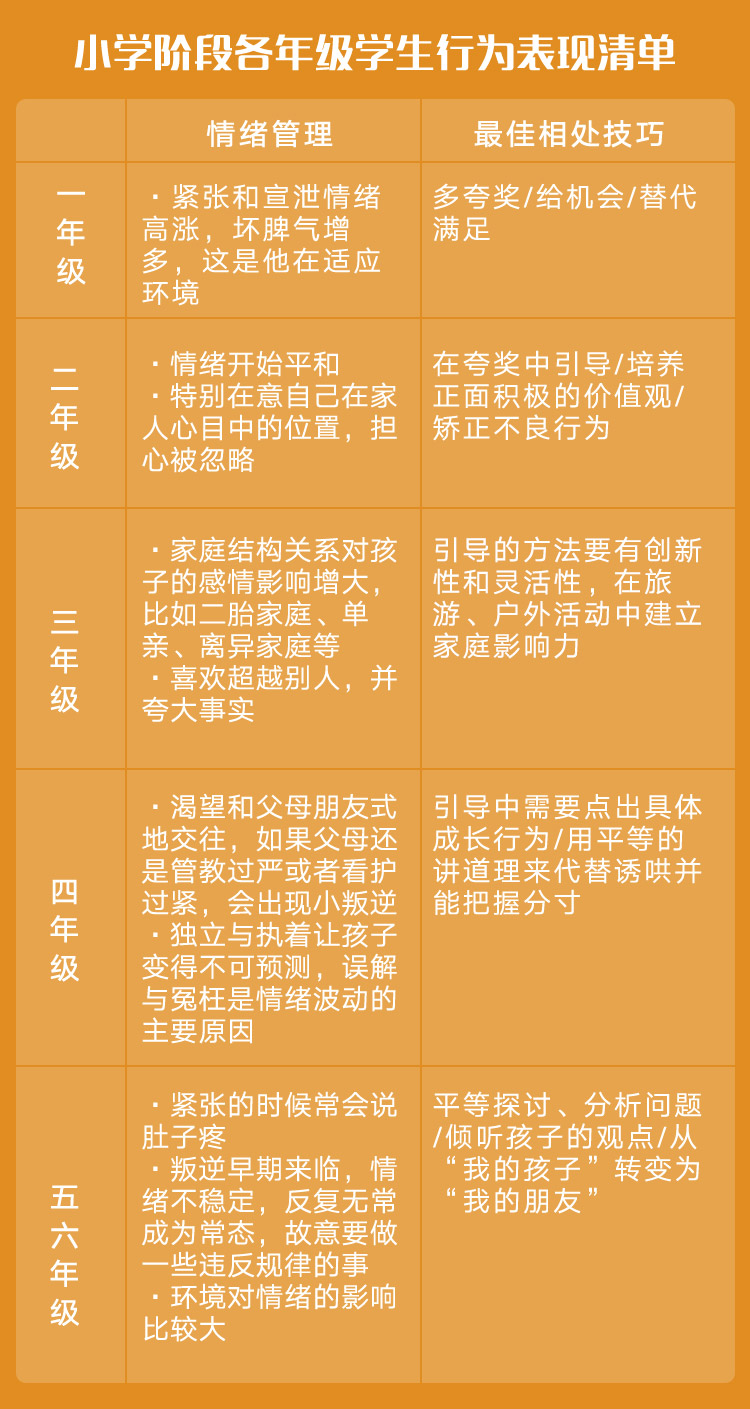 小学阶段各年级学生行为表现清单
情绪管理
最佳相处技巧
一年级
·紧张和宣泄情绪
高涨，坏脾气增
多，这是他在适应
环境
多夸奖/给机会/替代
满足
二年级
·情绪开始平和
·特别在意自己在家
人心目中的位置，担
心被忽略
在夸奖中引导/培养
正面积极的价值观/
矫正不良行为
三年级
·家庭结构关系对孩
子的感情影响增大，
比如二胎家庭、单
亲、离异家庭等
·喜欢超越别人，并
夸大事实
引导的方法要有创新
性和灵活性，在旅
游、户外活动中建立
家庭影响力
四年级
·渴望和父母朋友式
地交往，如果父母还
是管教过严或者看护
过紧，会出现小叛逆
·独立与执着让孩子
变得不可预测，误解
与冤枉是情绪波动的
主要原因
引导中需要点出具体
成长行为/用平等的
讲道理来代替诱哄并
能把握分寸
五六年级
·紧张的时候常会说
肚子疼
·叛逆早期来临，情
绪不稳定，反复无常
成为常态，故意要做
一些违反规律的事
·环境对情绪的影响
比较大
平等探讨、分析问题
/倾听孩子的观点/从
“我的孩子”转变为
“我的朋友”